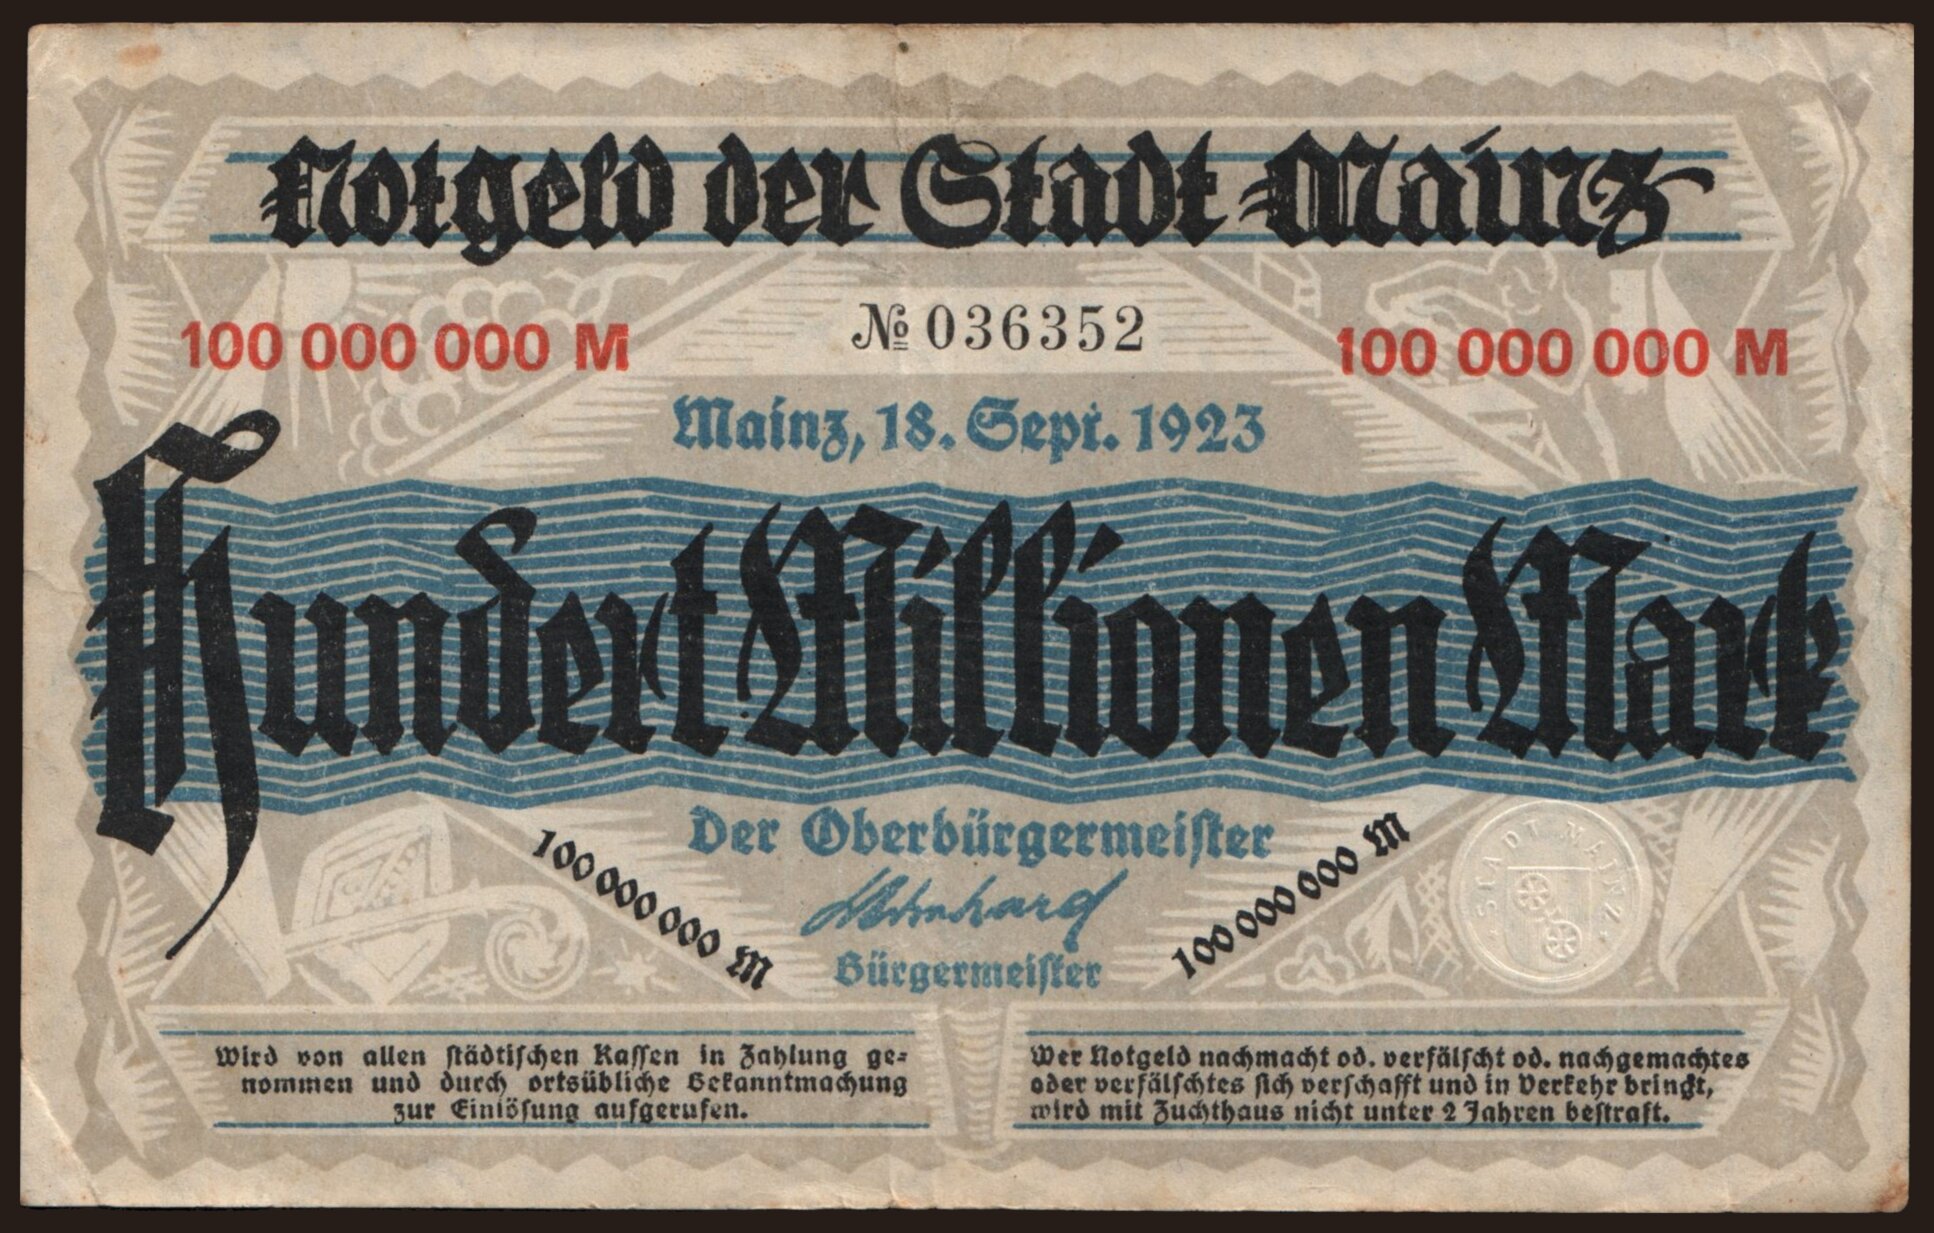 Notgeld der Stadt Mainz
№ 036352
100 000 000 M
100 000 000 M
Mainz, 18. Sept. 1923
Hundert Millionen Mark
Der Oberbürgermeister
100 000 000 M
100 000 000 M
Bürgermeister
STADT MAINZ
Wird von allen städtischen Kassen in Zahlung ge=
nommen und durch ortsübliche Bekanntmachung
zur Einlösung aufgerufen.
Wer Notgeld nachmacht od. verfälscht od. nachgemachtes
oder verfälschtes sich verschafft und in Verkehr bringt,
wird mit Zuchthaus nicht unter 2 Jahren bestraft.